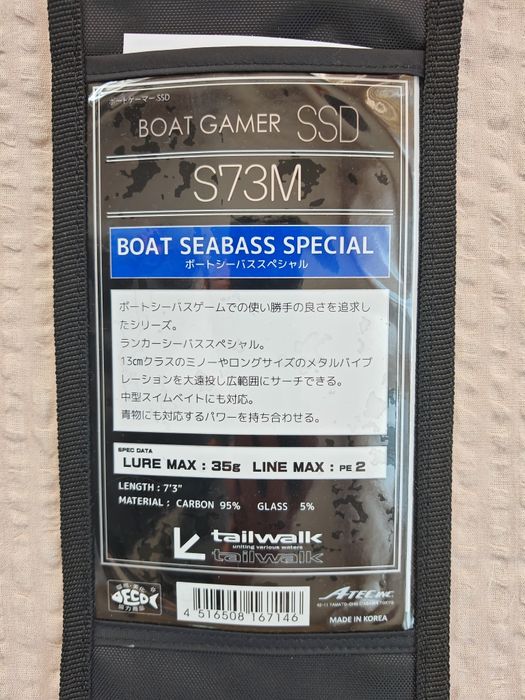 ボートゲーマー SSD
BOAT GAMER SSD
S73M
BOAT SEABASS SPECIAL
ボートシーバススペシャル
ボートシーバスゲームでの使い勝手の良さを追求し
たシリーズ。
ランカーシーバススペシャル。
13cmクラスのミノーやロングサイズのメタルバイブ
レーションを大遠投し広範囲にサーチできる。
中型スイムベイトにも対応。
青物にも対応するパワーを持ち合わせる。
SPEC DATA
LURE MAX : 35g LINE MAX : PE 2
LENGTH : 7'3"
MATERIAL : CARBON 95% GLASS 5%
tailwalk
uniting various waters
tailwalk
環境・美化
ECO
協力商品
4 516508 167146
A-TEC INC.
MADE IN KOREA